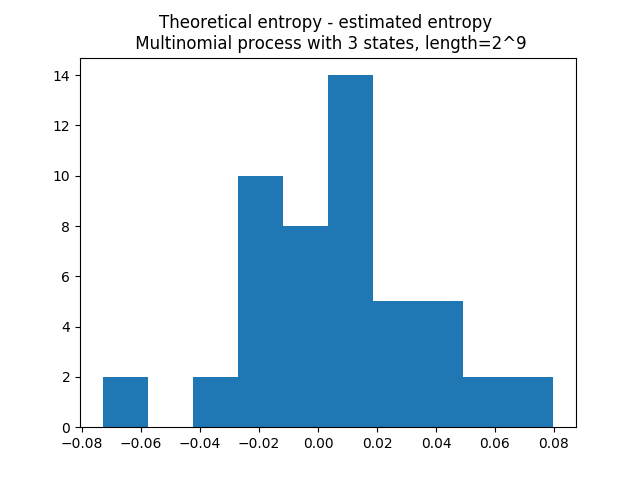 Theoretical entropy - estimated entropy
Multinomial process with 3 states, length=2^9
14
12
10
8
6
4
2
0
−0.08 −0.06 −0.04 −0.02 0.00 0.02 0.04 0.06 0.08